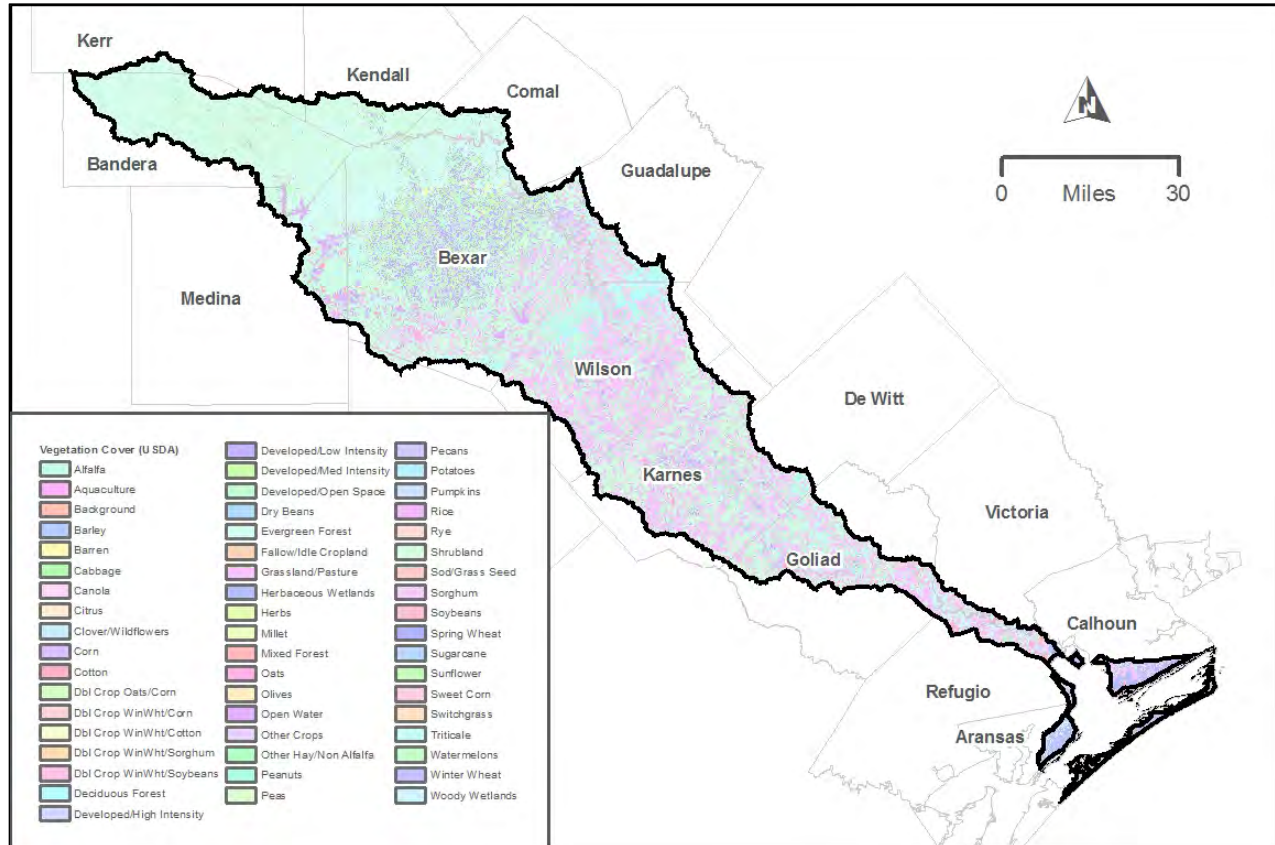 Kerr
Kendall
Comal
Bandera
Guadalupe
N
0 Miles 30
Bexar
Medina
Wilson
De Witt
Karnes
Victoria
Goliad
Calhoun
Refugio
Aransas
Vegetation Cover (USDA)
Alfalfa
Aquaculture
Background
Barley
Barren
Cabbage
Canola
Citrus
Clover/Wildflowers
Corn
Cotton
Dbl Crop Oats/Corn
Dbl Crop WinWht/Corn
Dbl Crop WinWht/Cotton
Dbl Crop WinWht/Sorghum
Dbl Crop WinWht/Soybeans
Deciduous Forest
Developed/High Intensity
Developed/Low Intensity
Developed/Med Intensity
Developed/Open Space
Dry Beans
Evergreen Forest
Fallow/Idle Cropland
Grassland/Pasture
Herbaceous Wetlands
Herbs
Millet
Mixed Forest
Oats
Olives
Open Water
Other Crops
Other Hay/Non Alfalfa
Peanuts
Peas
Pecans
Potatoes
Pumpkins
Rice
Rye
Shrubland
Sod/Grass Seed
Sorghum
Soybeans
Spring Wheat
Sugarcane
Sunflower
Sweet Corn
Switchgrass
Triticale
Watermelons
Winter Wheat
Woody Wetlands